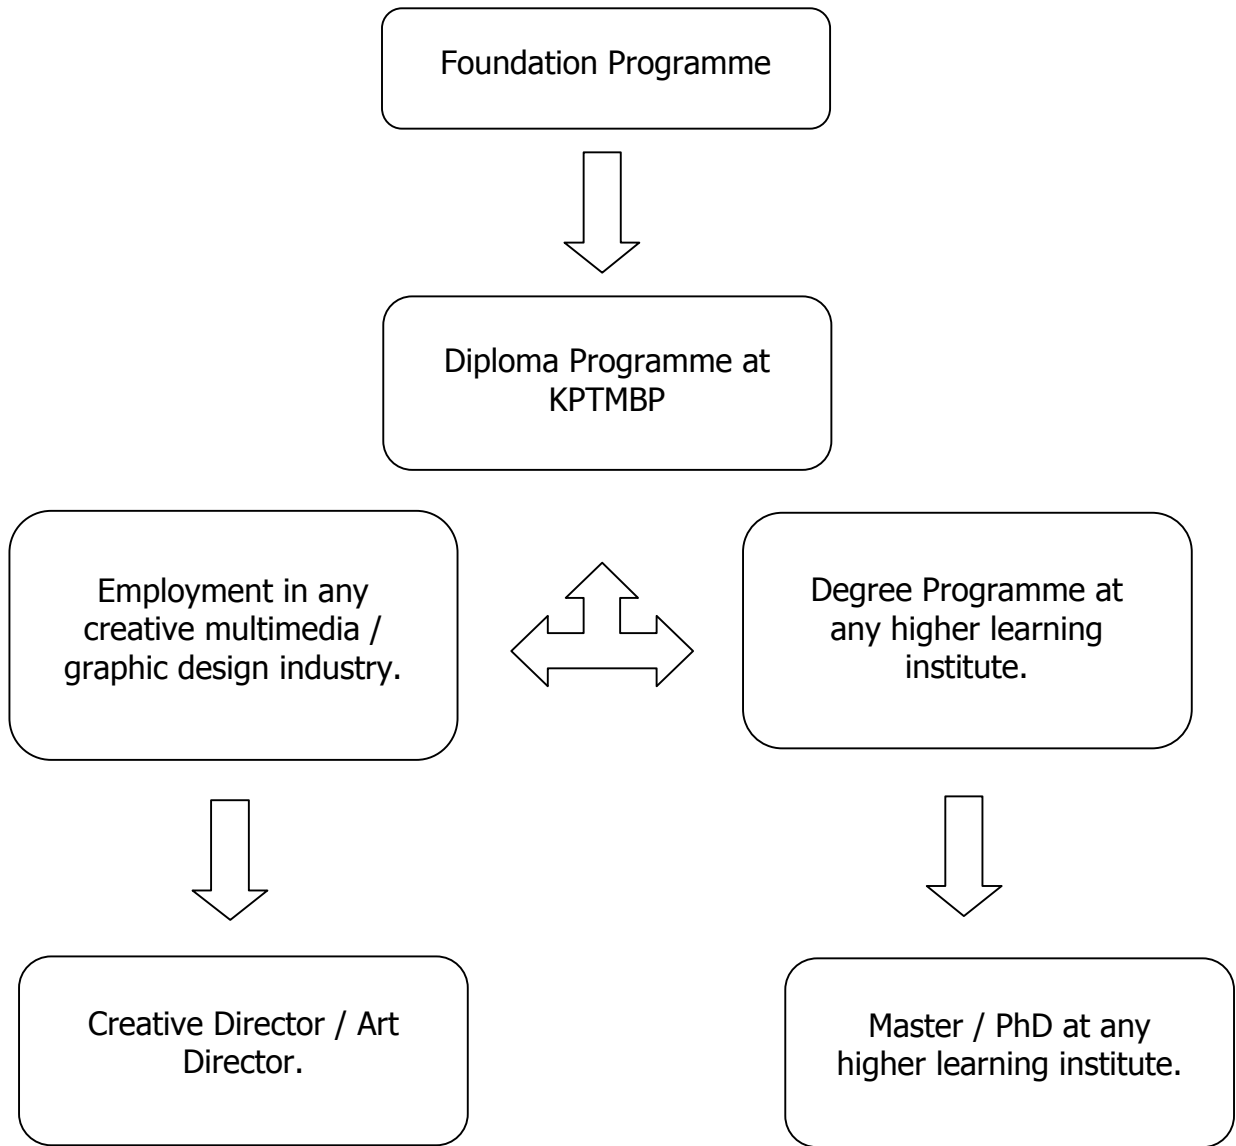 Foundation Programme
Diploma Programme at
KPTMBP
Employment in any
creative multimedia /
graphic design industry.
Degree Programme at
any higher learning
institute.
Creative Director / Art
Director.
Master / PhD at any
higher learning institute.